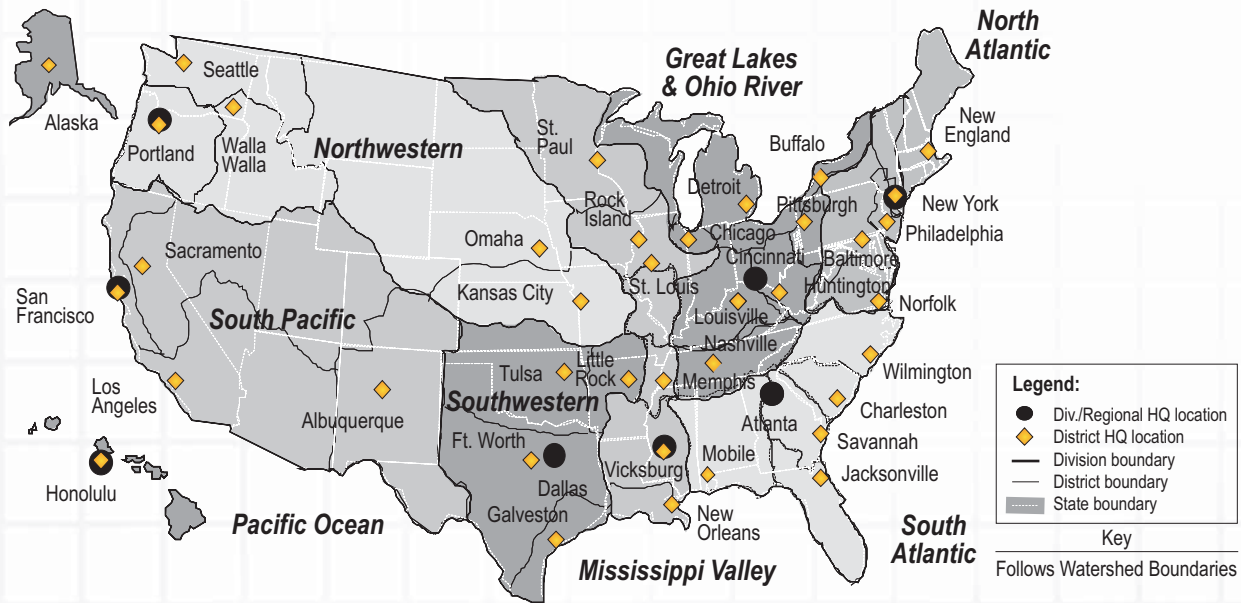 North
Atlantic
Great Lakes
& Ohio River
Seattle
Alaska
Portland
Walla
Walla
Northwestern
St.
Paul
Buffalo
New
England
Detroit
Rock
Island
Pittsburgh
New York
Philadelphia
Chicago
Omaha
Sacramento
Cincinnati
Baltimore
Kansas City
St. Louis
Huntington
Norfolk
San
Francisco
South Pacific
Louisville
Nashville
Little
Rock
Tulsa
Memphis
Wilmington
Los
Angeles
Albuquerque
Southwestern
Charleston
Atlanta
Ft. Worth
Savannah
Vicksburg
Mobile
Jacksonville
Dallas
Honolulu
Galveston
New
Orleans
Pacific Ocean
South
Atlantic
Mississippi Valley
Legend:
Div./Regional HQ location
District HQ location
Division boundary
District boundary
State boundary
Key
Follows Watershed Boundaries